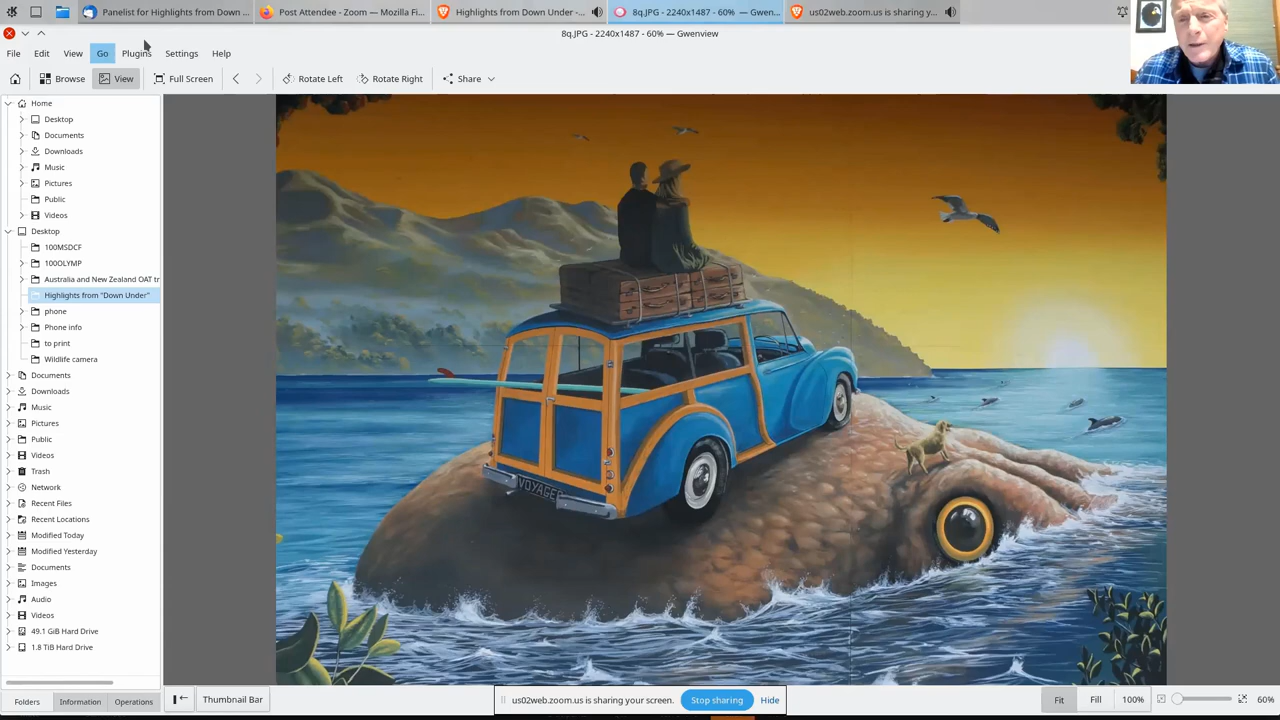 Panelist for Highlights from Down ...
Post Attendee - Zoom — Mozilla Fi...
Highlights from Down Under -...
8q.JPG - 2240x1487 - 60% — Gwen...
us02web.zoom.us is sharing y...
8q.JPG - 2240x1487 - 60% — Gwenview
File Edit View Go Plugins Settings Help
Browse View Full Screen Rotate Left Rotate Right Share
Home
Desktop
Documents
Downloads
Music
Pictures
Public
Videos
Desktop
100MSDCF
100OLYMP
Australia and New Zealand OAT tr
Highlights from "Down Under"
phone
Phone info
to print
Wildlife camera
Documents
Downloads
Music
Pictures
Public
Videos
Trash
Network
Recent Files
Recent Locations
Modified Today
Modified Yesterday
Documents
Images
Audio
Videos
49.1 GiB Hard Drive
1.8 TiB Hard Drive
VOYAGER
Folders Information Operations
Thumbnail Bar
us02web.zoom.us is sharing your screen. Stop sharing Hide
Fit Fill 100% 60%